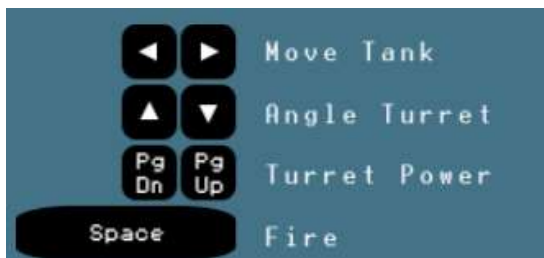 ◄ ► Move Tank
▲ ▼ Angle Turret
Pg Dn Pg Up Turret Power
Space Fire